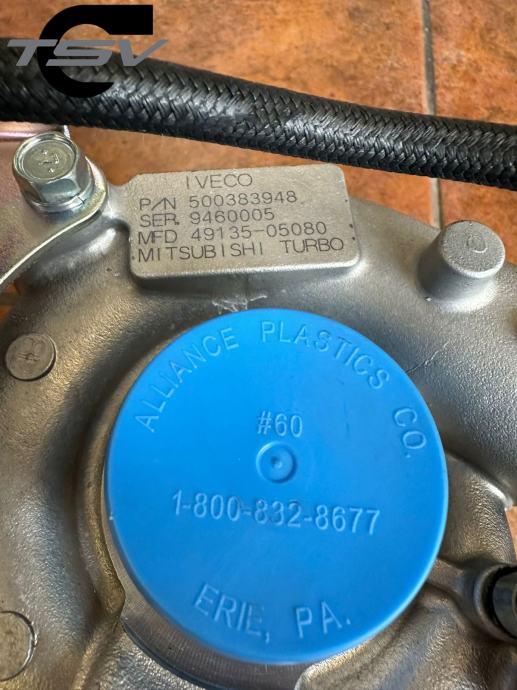 TSV
IVECO
P/N 500383948
SER. 9460005
MFD 49135-05080
MITSUBISHI TURBO
ALLIANCE PLASTICS CO.
#60
1-800-832-8677
ERIE, PA.